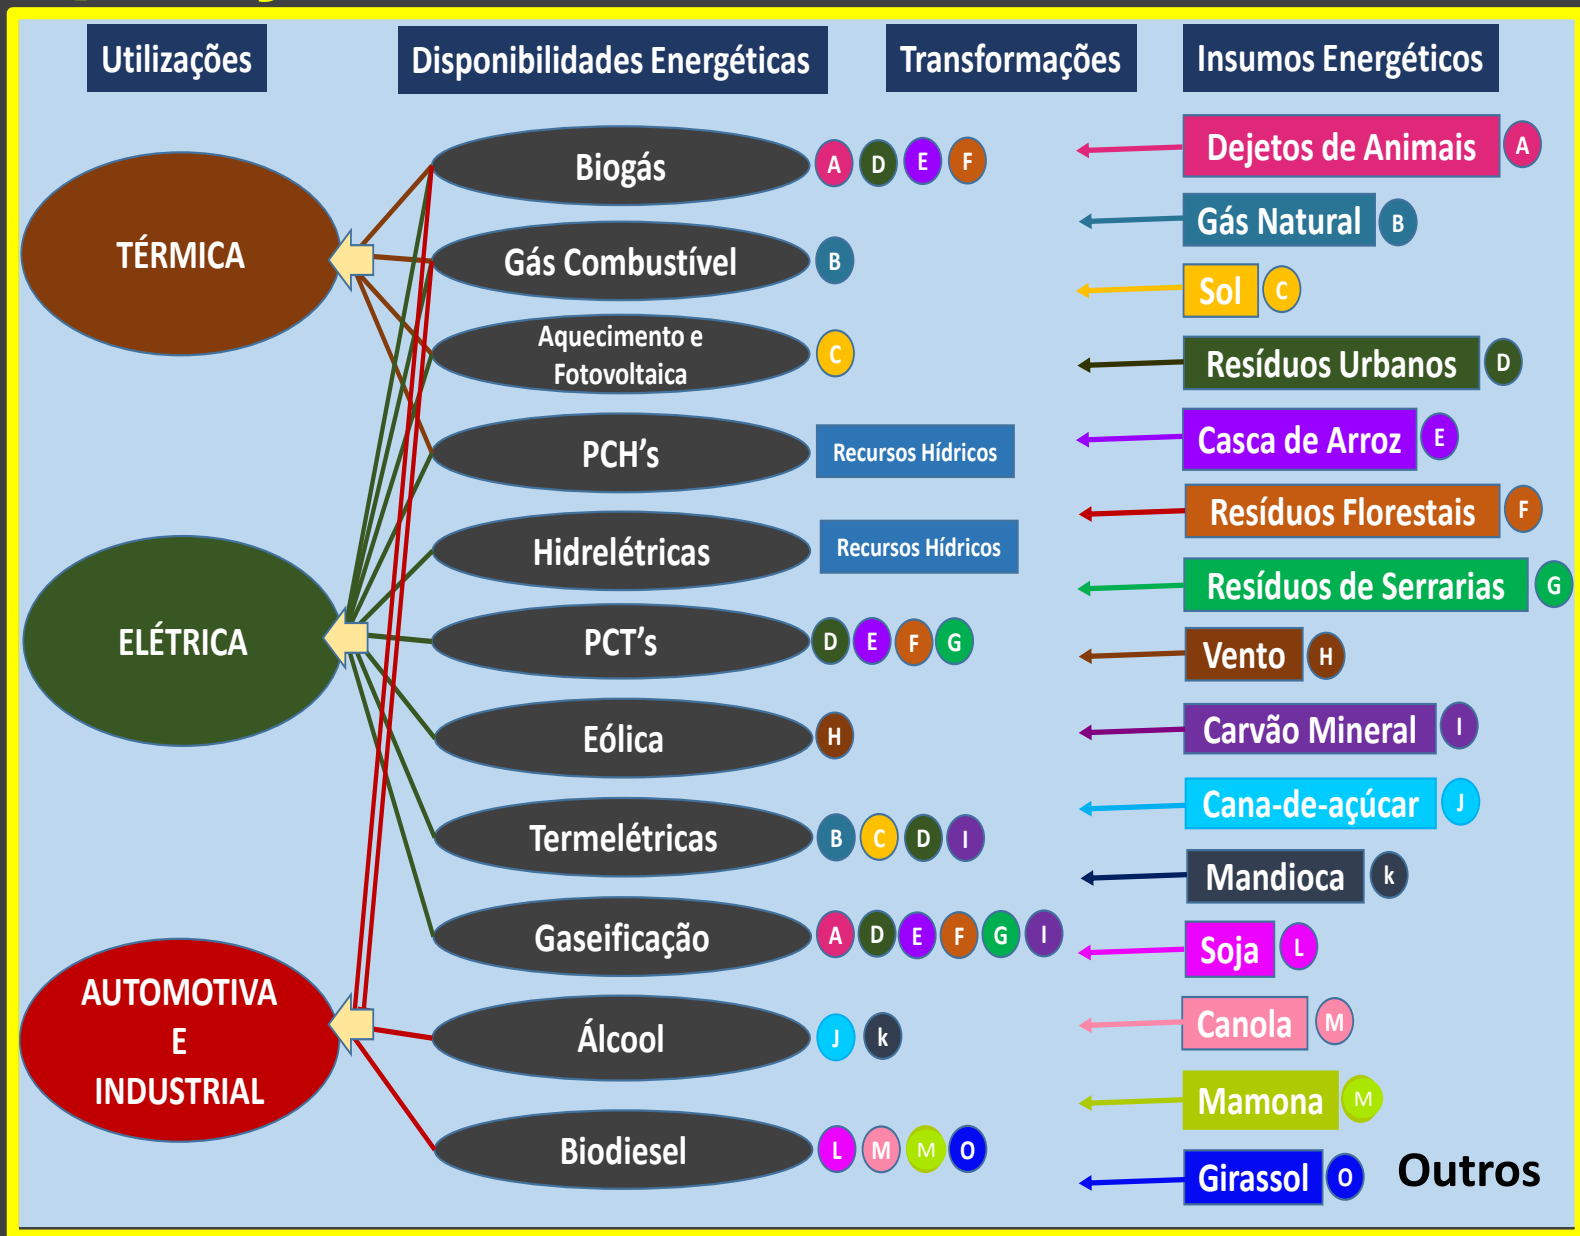 Utilizações
Disponibilidades Energéticas
Transformações
Insumos Energéticos
TÉRMICA
ELÉTRICA
AUTOMOTIVA
E
INDUSTRIAL
Biogás
A D E F
Gás Combustível
B
Aquecimento e
Fotovoltaica
C
PCH's
Recursos Hídricos
Hidrelétricas
Recursos Hídricos
PCT's
D E F G
Eólica
H
Termelétricas
B C D I
Gaseificação
A D E F G I
Álcool
J k
Biodiesel
L M M O
Dejetos de Animais A
Gás Natural B
Sol C
Resíduos Urbanos D
Casca de Arroz E
Resíduos Florestais F
Resíduos de Serrarias G
Vento H
Carvão Mineral I
Cana-de-açúcar J
Mandioca k
Soja L
Canola M
Mamona M
Girassol O
Outros